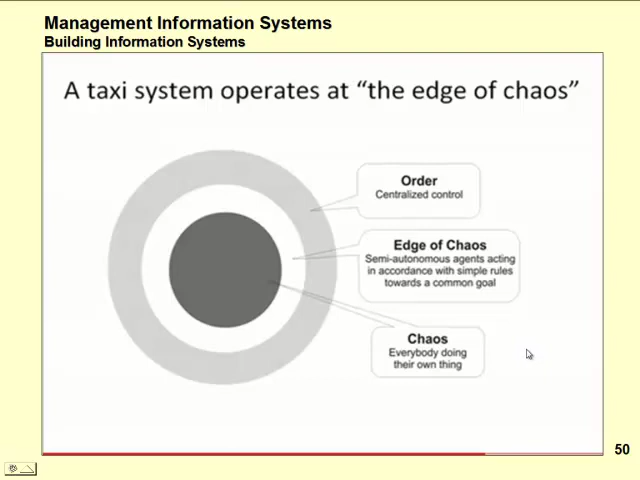 Management Information Systems
Building Information Systems
A taxi system operates at “the edge of chaos”
Order
Centralized control
Edge of Chaos
Semi-autonomous agents acting
in accordance with simple rules
towards a common goal
Chaos
Everybody doing
their own thing
50